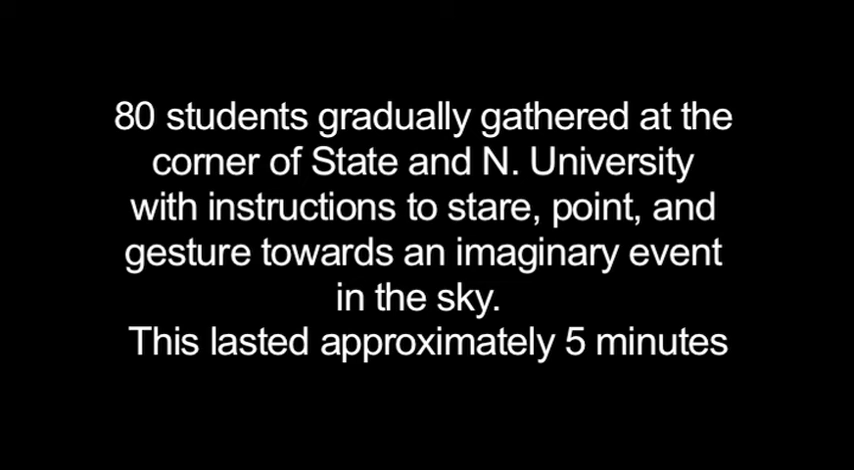 80 students gradually gathered at the
corner of State and N. University
with instructions to stare, point, and
gesture towards an imaginary event
in the sky.
This lasted approximately 5 minutes